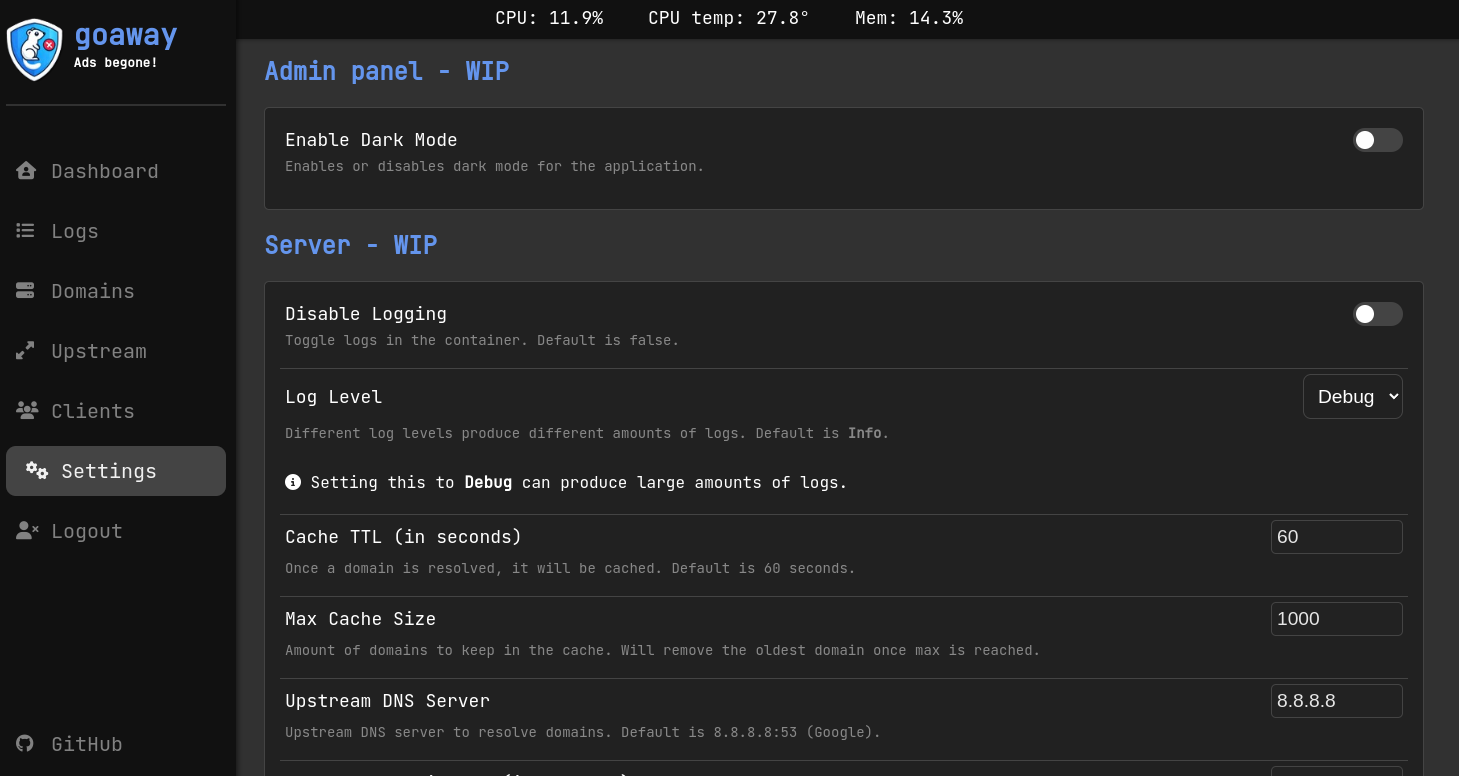 goaway
Ads begone!
CPU: 11.9% CPU temp: 27.8° Mem: 14.3%
Dashboard
Logs
Domains
Upstream
Clients
Settings
Logout
GitHub
Admin panel - WIP
Enable Dark Mode
Enables or disables dark mode for the application.
Server - WIP
Disable Logging
Toggle logs in the container. Default is false.
Log Level
Debug
Different log levels produce different amounts of logs. Default is Info.
Setting this to Debug can produce large amounts of logs.
Cache TTL (in seconds)
60
Once a domain is resolved, it will be cached. Default is 60 seconds.
Max Cache Size
1000
Amount of domains to keep in the cache. Will remove the oldest domain once max is reached.
Upstream DNS Server
8.8.8.8
Upstream DNS server to resolve domains. Default is 8.8.8.8:53 (Google).